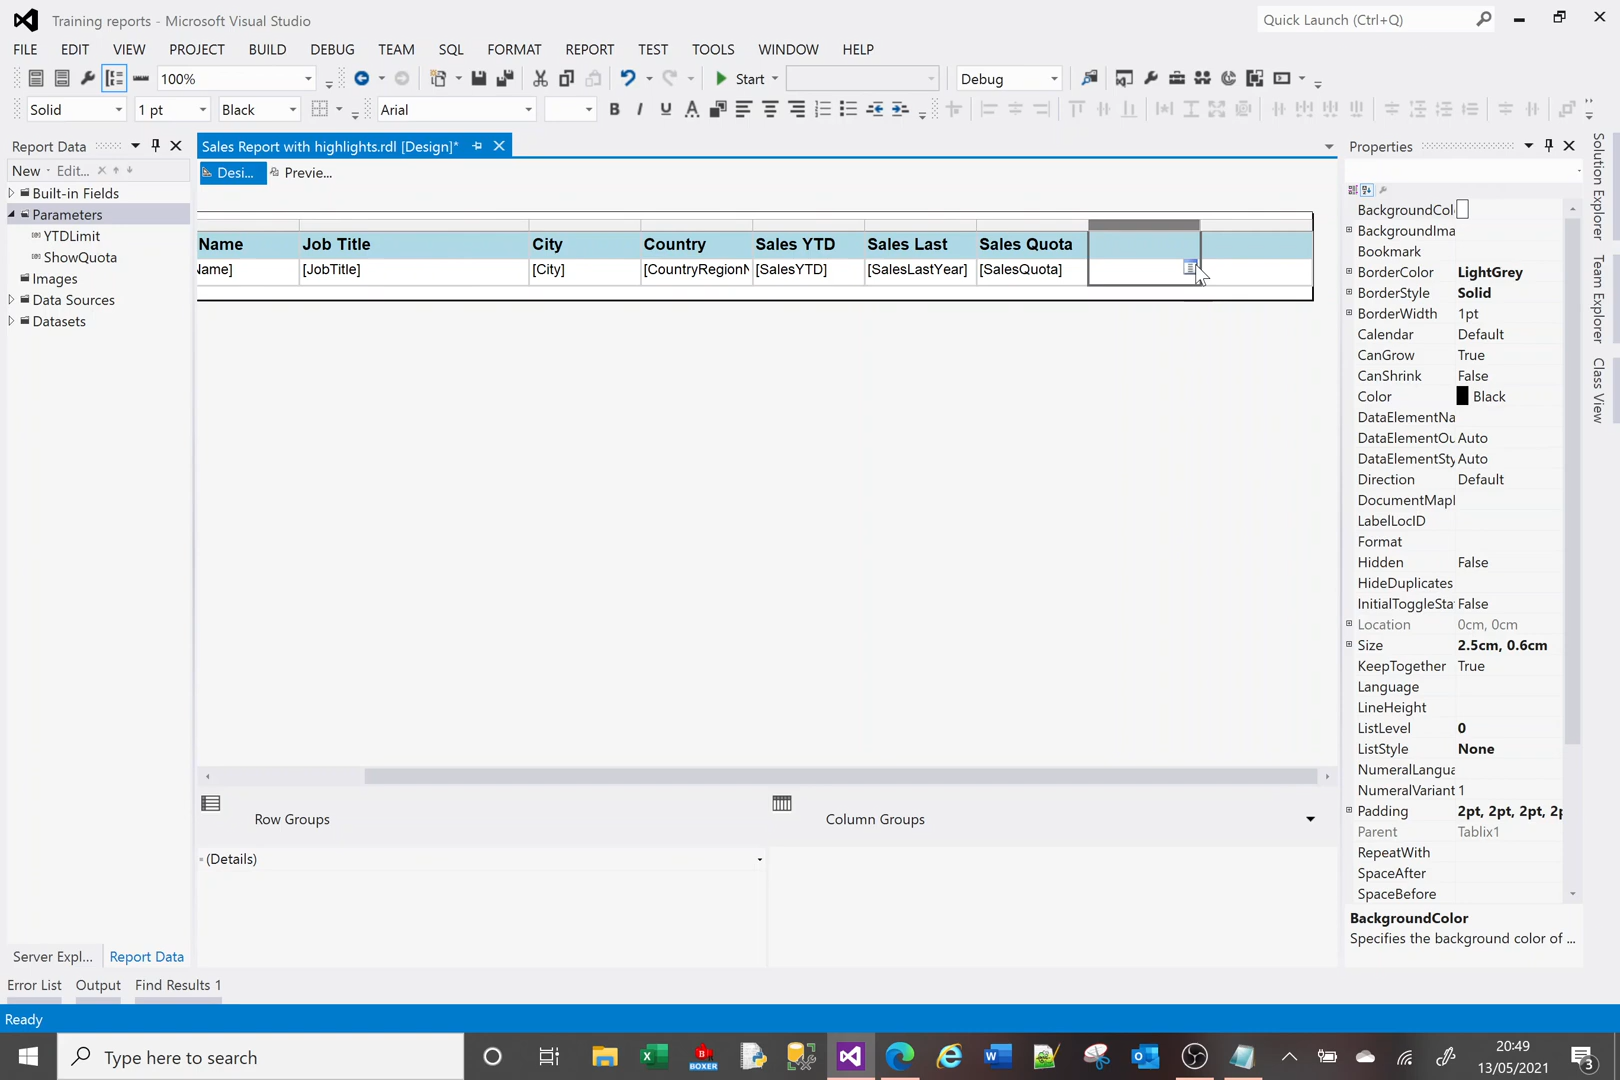 Training reports - Microsoft Visual Studio
Quick Launch (Ctrl+Q)
FILE EDIT VIEW PROJECT BUILD DEBUG TEAM SQL FORMAT REPORT TEST TOOLS WINDOW HELP
100% Start Debug
Solid 1 pt Black Arial B I U A
Report Data
Sales Report with highlights.rdl [Design]*
Properties
New Edit...
Desi... Previe...
Built-in Fields
Parameters
YTDLimit
ShowQuota
Images
Data Sources
Datasets
Name Job Title City Country Sales YTD Sales Last Sales Quota
Name] [JobTitle] [City] [CountryRegionN [SalesYTD] [SalesLastYear] [SalesQuota]
BackgroundCol
BackgroundIma
Bookmark
BorderColor LightGrey
BorderStyle Solid
BorderWidth 1pt
Calendar Default
CanGrow True
CanShrink False
Color Black
DataElementNa
DataElementOu Auto
DataElementSty Auto
Direction Default
DocumentMapl
LabelLocID
Format
Hidden False
HideDuplicates
InitialToggleSta False
Location 0cm, 0cm
Size 2.5cm, 0.6cm
KeepTogether True
Language
LineHeight
ListLevel 0
ListStyle None
NumeralLangua
NumeralVariant 1
Padding 2pt, 2pt, 2pt, 2p
Parent Tablix1
RepeatWith
SpaceAfter
SpaceBefore
BackgroundColor
Specifies the background color of ...
Solution Explorer
Team Explorer
Class View
Row Groups
Column Groups
(Details)
Server Expl... Report Data
Error List Output Find Results 1
Ready
Type here to search
BOXER
20:49
13/05/2021
3